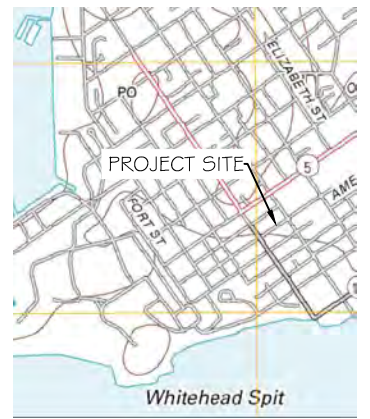 ELIZABETH ST
PO
PROJECT SITE
5
AME
FORT ST
Whitehead Spit